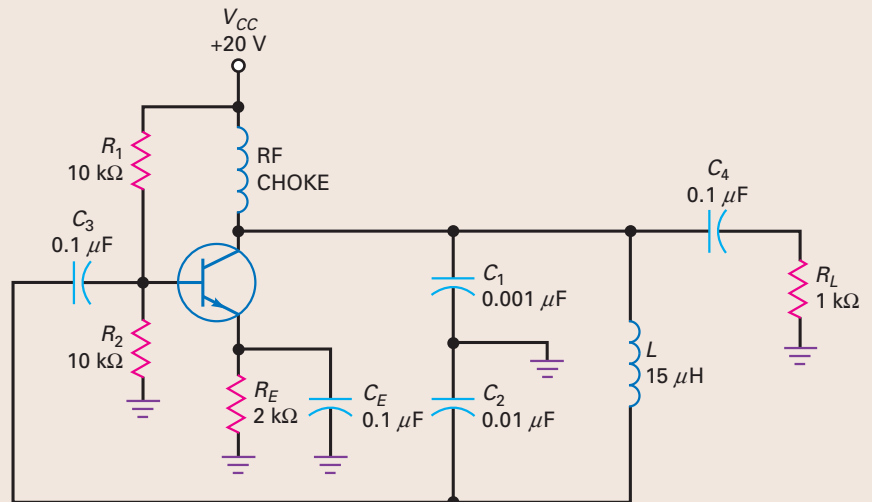 V_CC
+20 V
R_1
10 kΩ
RF
CHOKE
C_4
0.1 μF
C_3
0.1 μF
C_1
0.001 μF
R_L
1 kΩ
R_2
10 kΩ
L
15 μH
R_E
2 kΩ
C_E
0.1 μF
C_2
0.01 μF